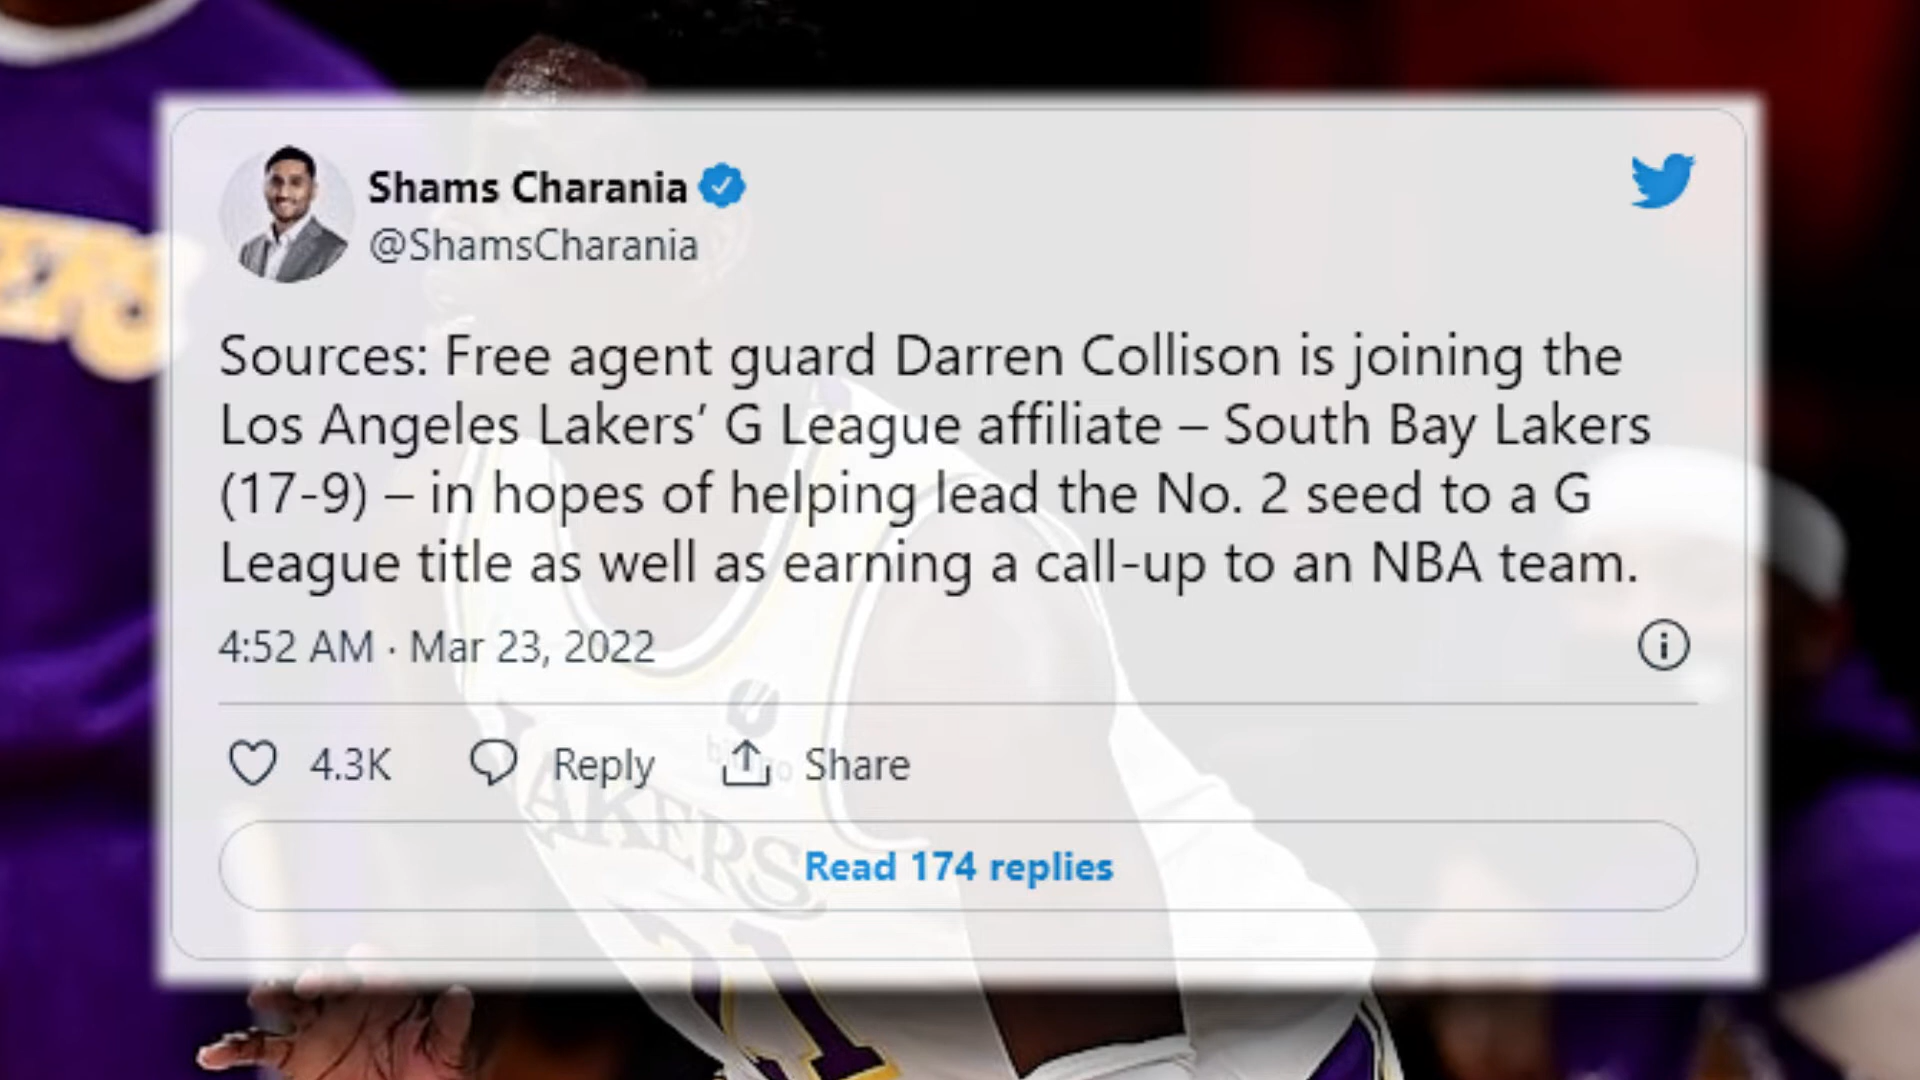 Shams Charania
@ShamsCharania
Sources: Free agent guard Darren Collison is joining the
Los Angeles Lakers’ G League affiliate – South Bay Lakers
(17-9) – in hopes of helping lead the No. 2 seed to a G
League title as well as earning a call-up to an NBA team.
4:52 AM · Mar 23, 2022
4.3K Reply Share
AKERS
Read 174 replies